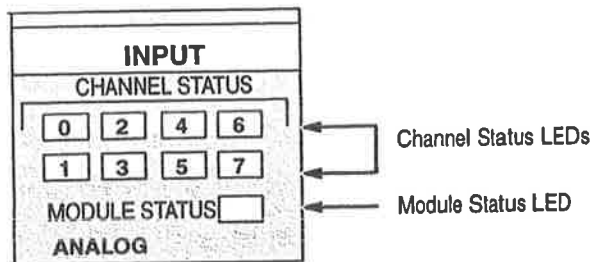 INPUT
CHANNEL STATUS
0 2 4 6
1 3 5 7
Channel Status LEDs
MODULE STATUS
Module Status LED
ANALOG